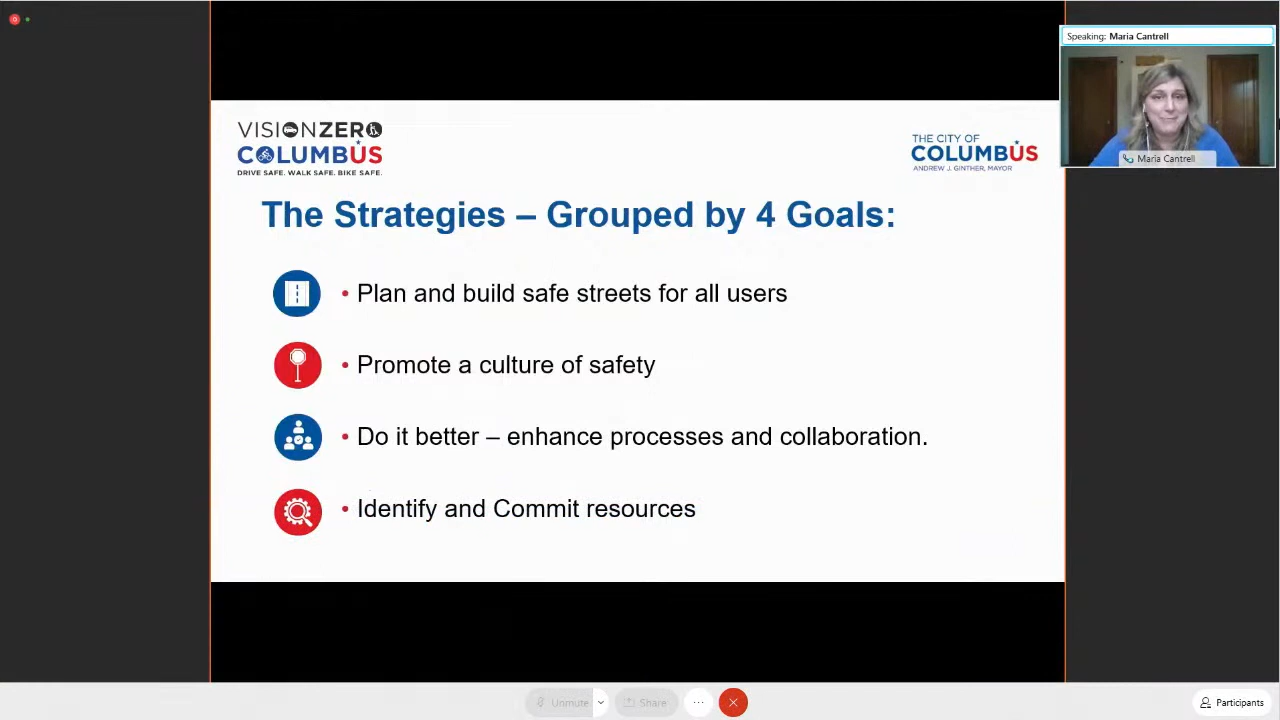 Speaking: Maria Cantrell
Maria Cantrell
VISIONZERO
COLUMBUS
DRIVE SAFE. WALK SAFE. BIKE SAFE.
THE CITY OF
COLUMBUS
ANDREW J. GINTHER, MAYOR
The Strategies – Grouped by 4 Goals:
• Plan and build safe streets for all users
• Promote a culture of safety
• Do it better – enhance processes and collaboration.
• Identify and Commit resources
Unmute
Share
Participants